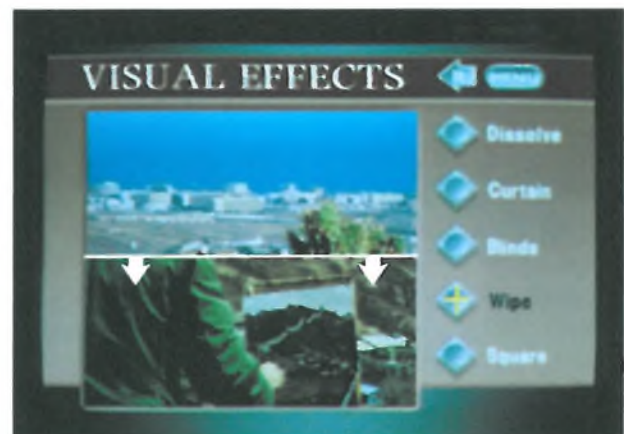 VISUAL EFFECTS
Dissolve
Curtain
Blinds
Wipe
Square